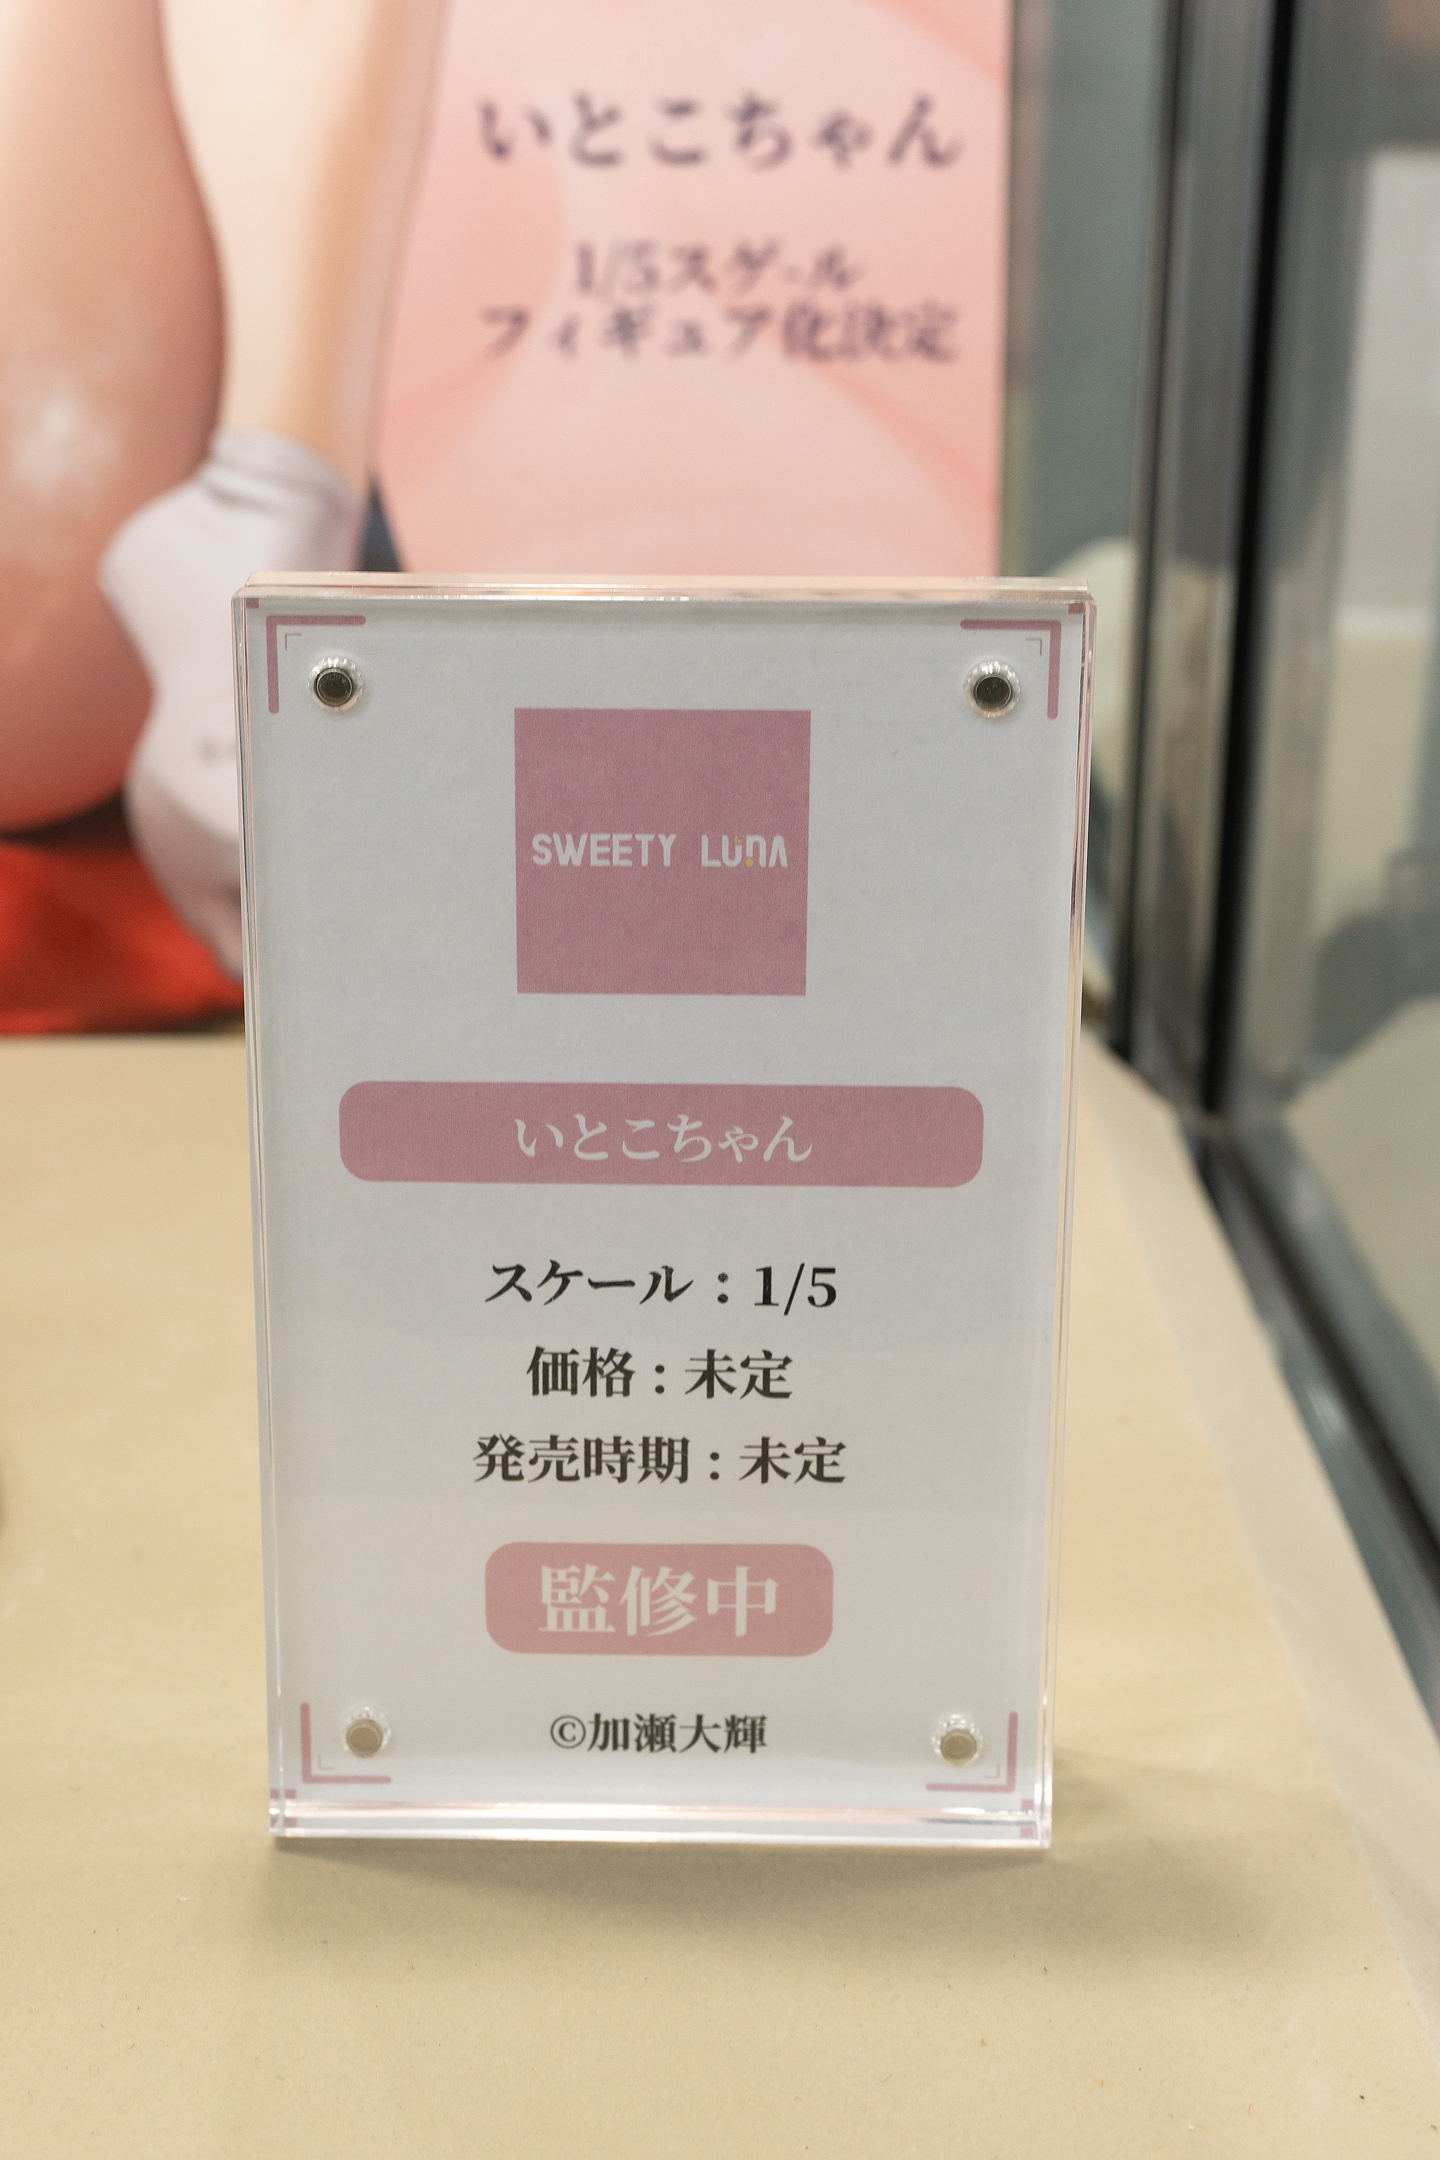 いとこちゃん
1/5スケール
フィギュア化決定
SWEETY LUNA
いとこちゃん
スケール：1/5
価格：未定
発売時期：未定
監修中
©加瀬大輝